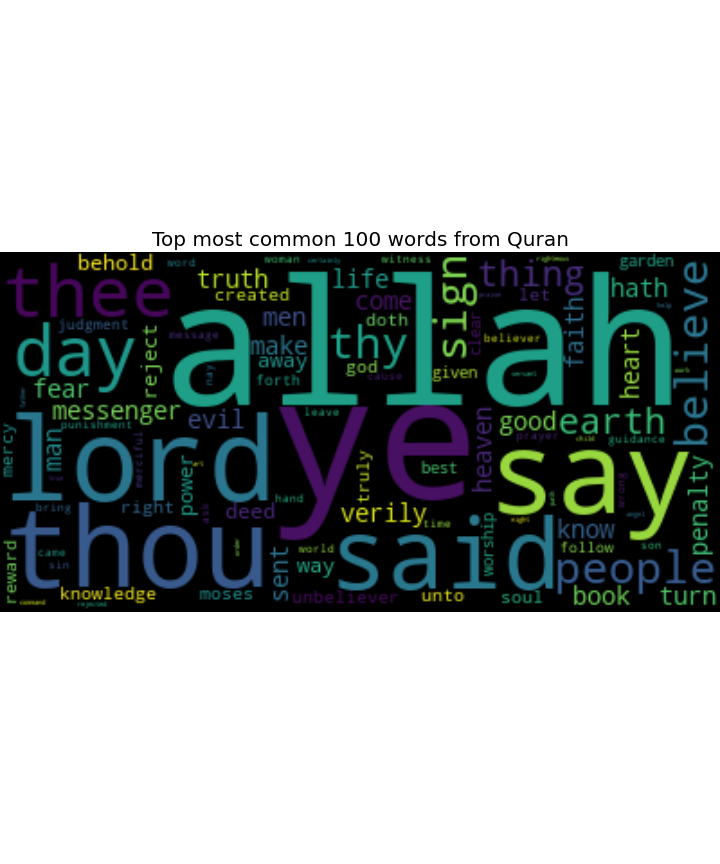 Top most common 100 words from Quran
behold
word
woman
certainly
witness
righteous
garden
thee
truth
created
allah
life
come
sign
thing
let
praise
hath
help
believe
day
judgment
reject
message
men
make
away
doth
thy
god
cause
given
clear
believer
faith
heart
servant
fear
nay
forth
messenger
punishment
evil
leave
ye
heaven
good
earth
prayer
child
guidance
mercy
man
lord
merciful
power
truly
best
say
wrong
penalty
bring
right
deed
ask
hand
verily
time
worship
night
path
angel
know
thou
said
people
reward
came
sin
sent
world
way
follow
son
knowledge
moses
unbeliever
unto
soul
book
turn
rejected